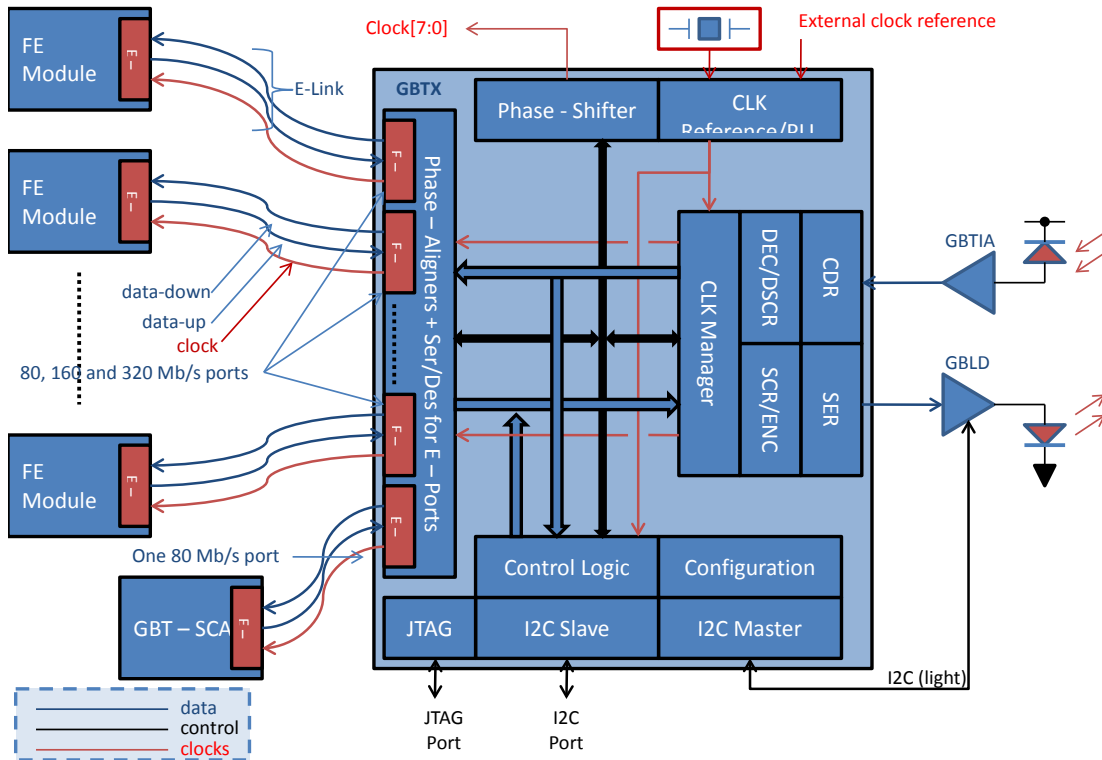 Clock[7:0]
External clock reference
FE
Module
E –
E-Link
GBTX
Phase - Shifter
CLK
Reference/PLL
FE
Module
E –
Phase – Aligners + Ser/Des for E – Ports
E –
E –
E –
E –
data-down
data-up
clock
80, 160 and 320 Mb/s ports
CLK Manager
DEC/DSCR
CDR
SCR/ENC
SER
GBTIA
GBLD
FE
Module
E –
One 80 Mb/s port
GBT – SCA
E –
Control Logic
Configuration
JTAG
I2C Slave
I2C Master
I2C (light)
JTAG
Port
I2C
Port
data
control
clocks